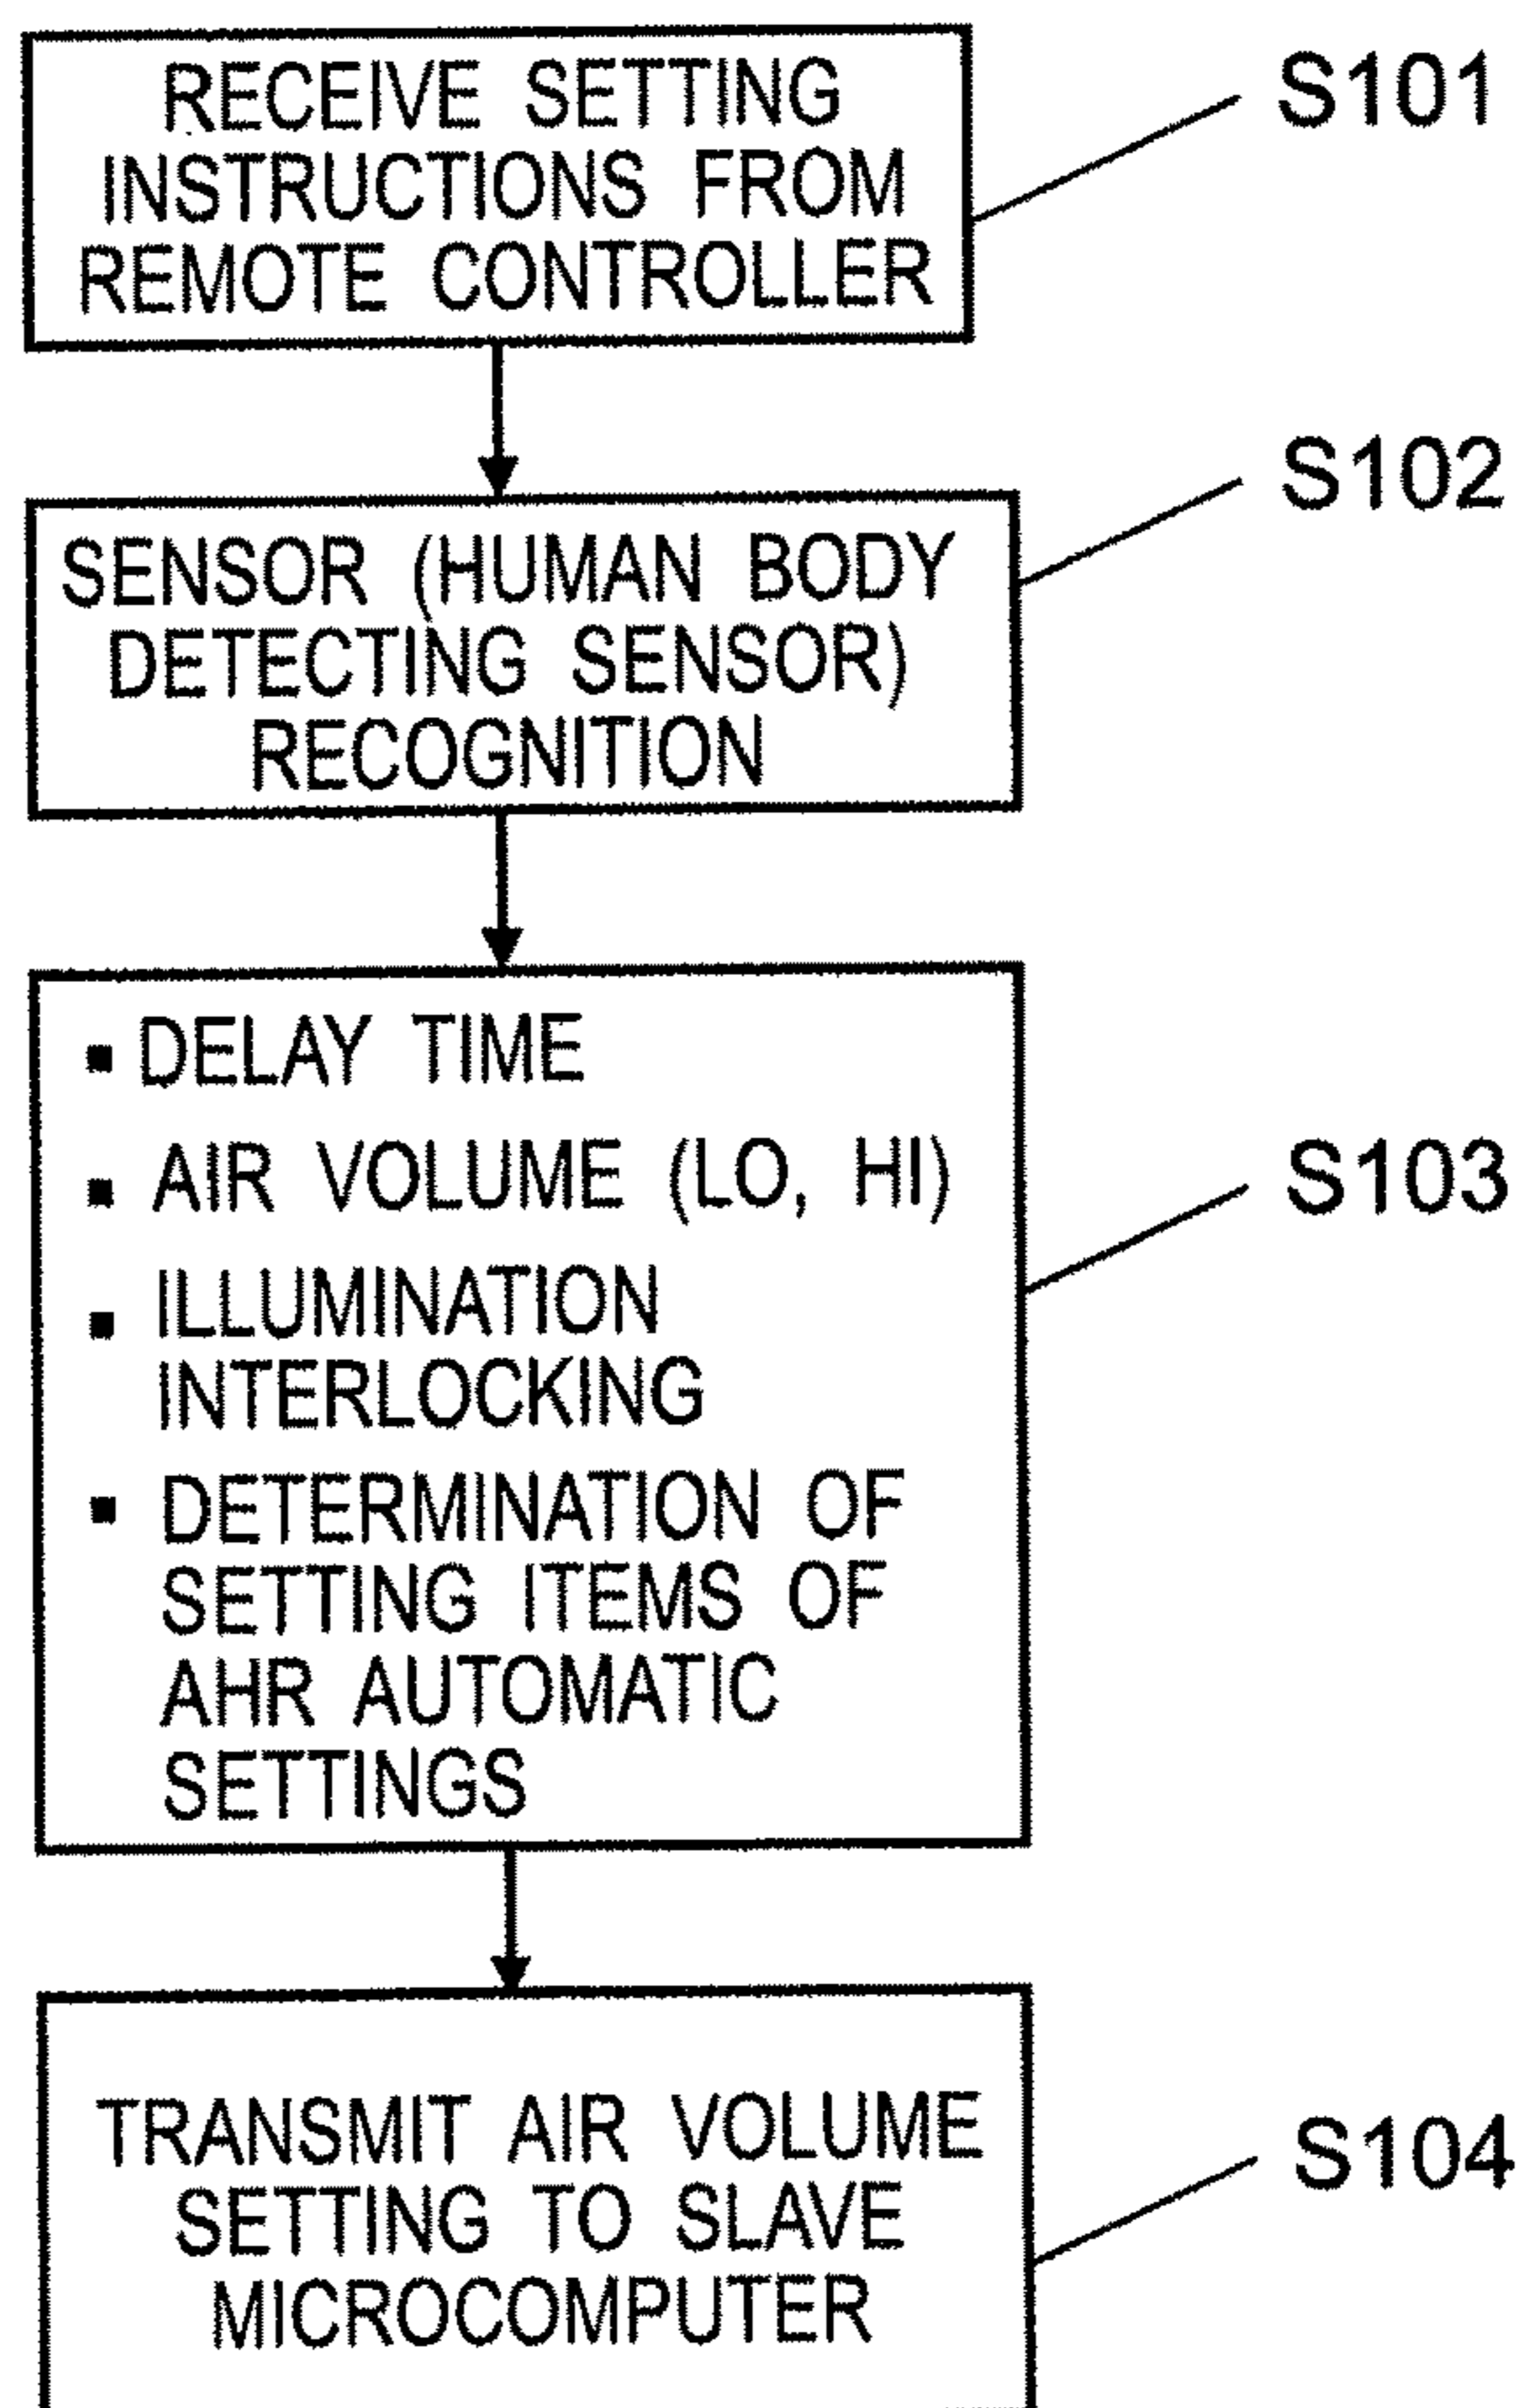 RECEIVE SETTING
INSTRUCTIONS FROM
REMOTE CONTROLLER
S101
SENSOR (HUMAN BODY
DETECTING SENSOR)
RECOGNITION
S102
▪ DELAY TIME
▪ AIR VOLUME (LO, HI)
▪ ILLUMINATION
INTERLOCKING
▪ DETERMINATION OF
SETTING ITEMS OF
AHR AUTOMATIC
SETTINGS
S103
TRANSMIT AIR VOLUME
SETTING TO SLAVE
MICROCOMPUTER
S104